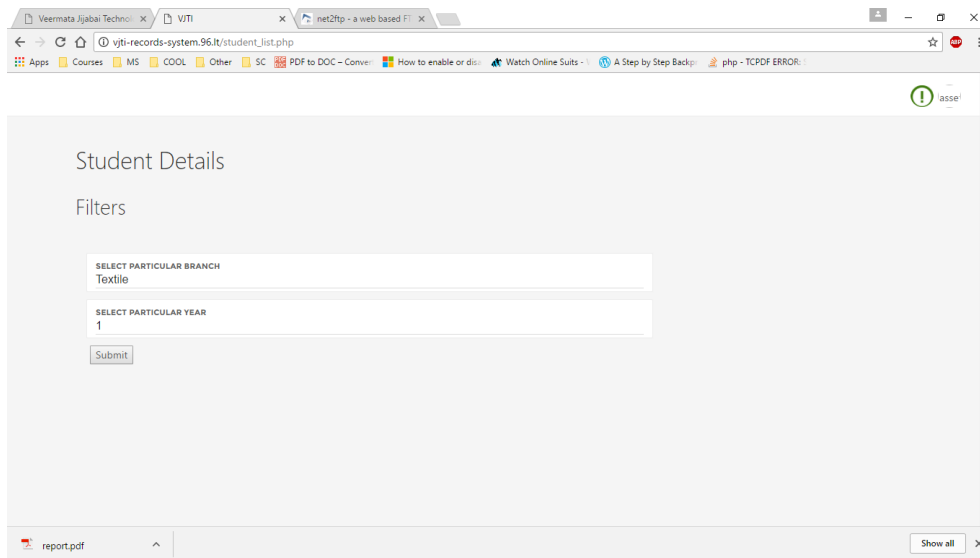 Veermata Jijabai Technol
VJTI
net2ftp - a web based FT
vjti-records-system.96.lt/student_list.php
ABP
Apps Courses MS COOL Other SC PDF to DOC – Conver How to enable or disa Watch Online Suits - A Step by Step Backp php - TCPDF ERROR:
asse
Student Details
Filters
SELECT PARTICULAR BRANCH
Textile
SELECT PARTICULAR YEAR
1
Submit
report.pdf
Show all